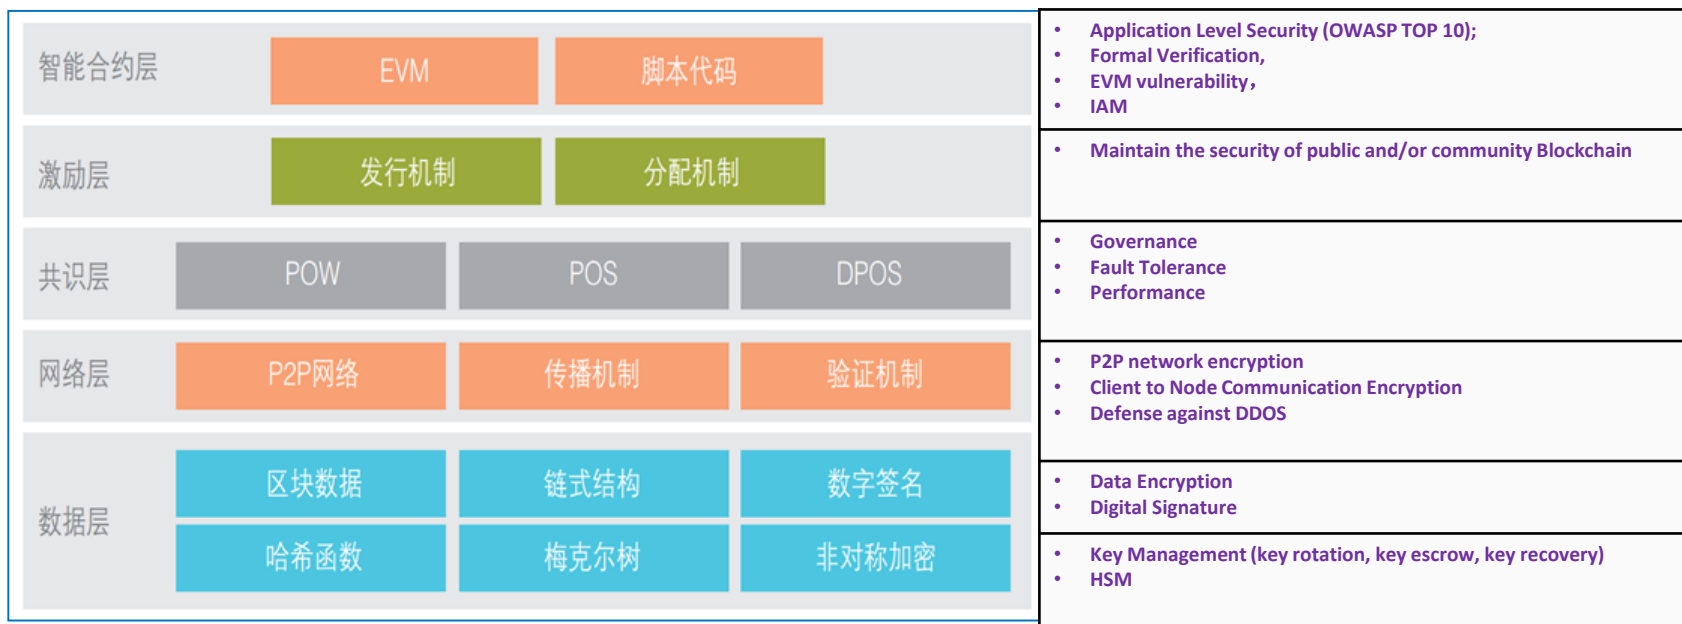 智能合约层
EVM
脚本代码
• Application Level Security (OWASP TOP 10);
• Formal Verification,
• EVM vulnerability，
• IAM
激励层
发行机制
分配机制
• Maintain the security of public and/or community Blockchain
共识层
POW
POS
DPOS
• Governance
• Fault Tolerance
• Performance
网络层
P2P网络
传播机制
验证机制
• P2P network encryption
• Client to Node Communication Encryption
• Defense against DDOS
数据层
区块数据
链式结构
数字签名
• Data Encryption
• Digital Signature
哈希函数
梅克尔树
非对称加密
• Key Management (key rotation, key escrow, key recovery)
• HSM